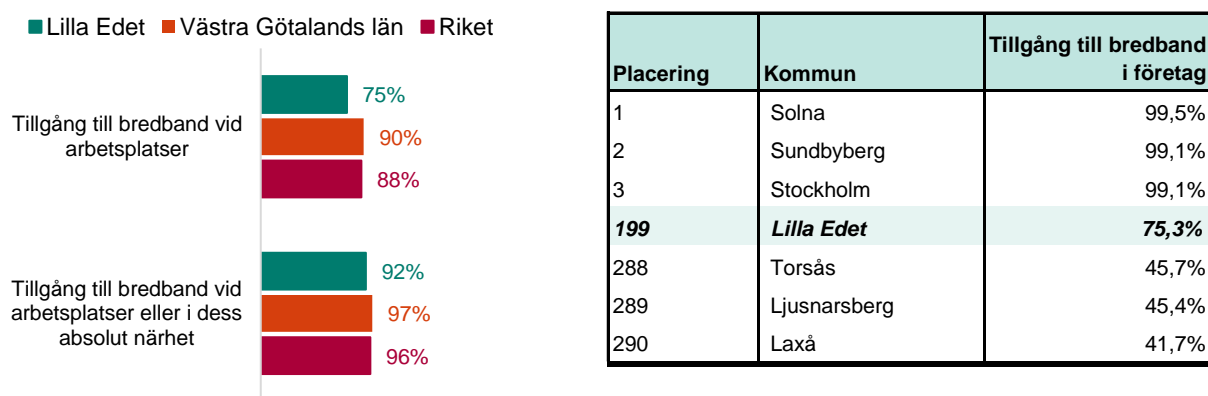 Lilla Edet Västra Götalands län Riket
Tillgång till bredband vid
arbetsplatser
75%
90%
88%
Tillgång till bredband vid
arbetsplatser eller i dess
absolut närhet
92%
97%
96%
Placering Kommun Tillgång till bredband
i företag
1 Solna 99,5%
2 Sundbyberg 99,1%
3 Stockholm 99,1%
199 Lilla Edet 75,3%
288 Torsås 45,7%
289 Ljusnarsberg 45,4%
290 Laxå 41,7%